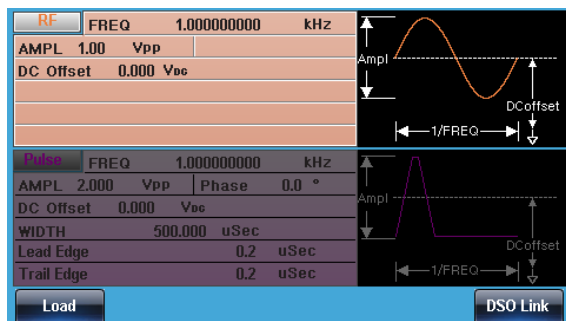 RF FREQ 1.000000000 kHz
AMPL 1.00 Vpp
DC Offset 0.000 VDC
Ampl
DCoffset
1/FREQ
Pulse FREQ 1.000000000 kHz
AMPL 2.000 Vpp Phase 0.0 °
DC Offset 0.000 VDC
WIDTH 500.000 uSec
Lead Edge 0.2 uSec
Trail Edge 0.2 uSec
Ampl
DCoffset
1/FREQ
Load DSO Link